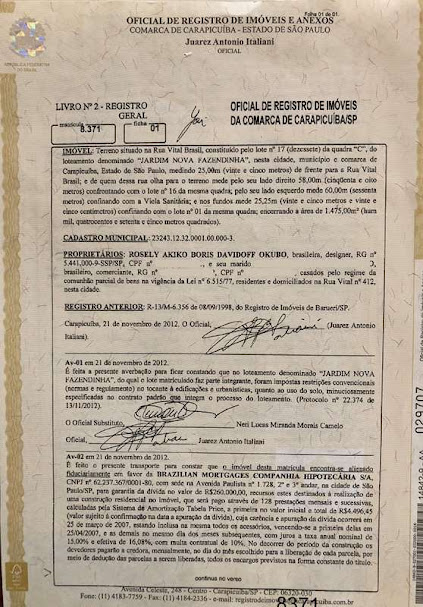 Folha 01 de 01.
OFICIAL DE REGISTRO DE IMÓVEIS E ANEXOS
COMARCA DE CARAPICUÍBA - ESTADO DE SÃO PAULO
Juarez Antonio Italiani
OFICIAL
LIVRO Nº 2 - REGISTRO
GERAL
matrícula
8.371
ficha
01
OFICIAL DE REGISTRO DE IMÓVEIS
DA COMARCA DE CARAPICUÍBA/SP
IMÓVEL: Terreno situado na Rua Vital Brasil, constituído pelo lote nº 17 (dezessete) da quadra "C", do
loteamento denominado "JARDIM NOVA FAZENDINHA", nesta cidade, município e comarca de
Carapicuíba, Estado de São Paulo, medindo 25,00m (vinte e cinco metros) de frente para a Rua Vital
Brasil; e de quem dessa rua olha para o terreno mede pelo seu lado direito 58,00m (cinqüenta e oito
metros) confrontando com o lote nº 16 da mesma quadra; pelo lado esquerdo mede 60,00m (sessenta
metros) confinando com a Viela Sanitária; e nos fundos mede 25,25m (vinte e cinco metros e vinte e
cinco centímetros) confinando com o lote nº 01 da mesma quadra; encerrando a área de 1.475,00m² (hum
mil, quatrocentos e setenta e cinco metros quadrados).
CADASTRO MUNICIPAL: 23243.12.32.0001.00.000-3.
PROPRIETÁRIOS: ROSELY AKIKO BORIS DAVIDOFF OKUBO, brasileira, designer, RG nº
5.441,000-9-SSP/SP, CPF nº , e seu marido
brasileiro, comerciante, RG nº , CPF nº , casados pelo regime da
comunhão parcial de bens na vigência da Lei nº 6.515/77, residentes e domiciliados na Rua Vital nº 412,
nesta cidade.
REGISTRO ANTERIOR: R-13/M-6.356 de 08/09/1998, do Registro de Imóveis de Barueri/SP.
Carapicuíba, 21 de novembro de 2012. O Oficial, (Juarez Antonio
Italiani).
Av-01 em 21 de novembro de 2012.
É feita a presente averbação para ficar constando que no loteamento denominado "JARDIM NOVA
FAZENDINHA", do qual o lote matriculado faz parte integrante, foram impostas restrições convencionais
(normas e regulamento) no tocante à edificações e urbanísticas, quanto ao uso do solo, minuciosamente
especificadas no contrato padrão que integra o processo do loteamento. (Protocolo nº 22.374 de
13/11/2012).
O Oficial Substituto, Neri Lucas Miranda Morais Camelo
Oficial, Juarez Antonio Italiani
Av-02 em 21 de novembro de 2012.
É feito o presente transporte para constar que o imóvel desta matrícula encontra-se alienado
fiduciariamente em favor da BRAZILIAN MORTGAGES COMPANHIA HIPOTECÁRIA S/A,
CNPJ nº 62.237.367/0001-80, com sede na Avenida Paulista nº 1.728, 2º e 3º andar, na cidade de São
Paulo/SP, para garantia da dívida no valor de R$260.000,00, recursos estes destinados à realização de
uma construção residencial no imóvel, que será pago através de 128 prestações mensais e sucessivas,
calculadas pela Sistema de Amortização Tabela Price, a primeira no valor inicial e total de R$4.496,45
(valor sujeito à confirmação na data a apuração da dívida), cuja carência e apuração da dívida ocorrerá em
25 de março de 2007, estando inclusa na mesma todos os acessórios, vencendo-se a primeira delas em
25/04/2007, e as demais no mesmo dia dos meses subsequentes, com juros a taxa anual nominal de
15,00% e efetiva de 16,08%, com multa contratual de 10%. No decorrer do período da construção os
devedores pagarão a credora, mensalmente, no dia do mês escolhido para a liberação de cada parcela, por
meio de dedução das parcelas a serem liberadas, todos os encargos previstos na forma constante do título.
continua no verso
Avenida Celeste, 248 - Centro - Carapicuíba/SP - CEP: 06320-030
Fone: (11) 4183-7759 - Fax: (11) 4184-2336 - e-mail:
8371
029707